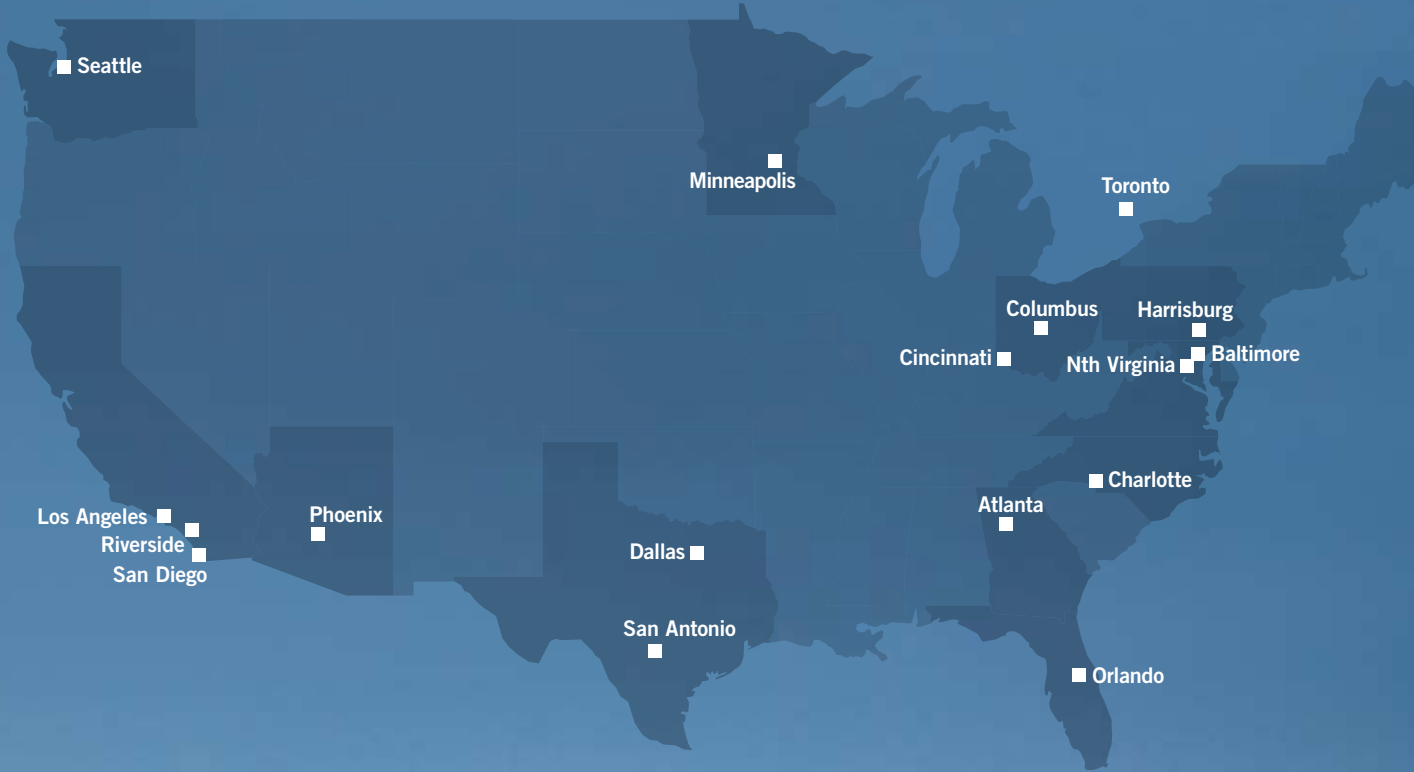 Seattle
Minneapolis
Toronto
Columbus
Harrisburg
Cincinnati
Nth Virginia
Baltimore
Charlotte
Atlanta
Los Angeles
Riverside
San Diego
Phoenix
Dallas
San Antonio
Orlando